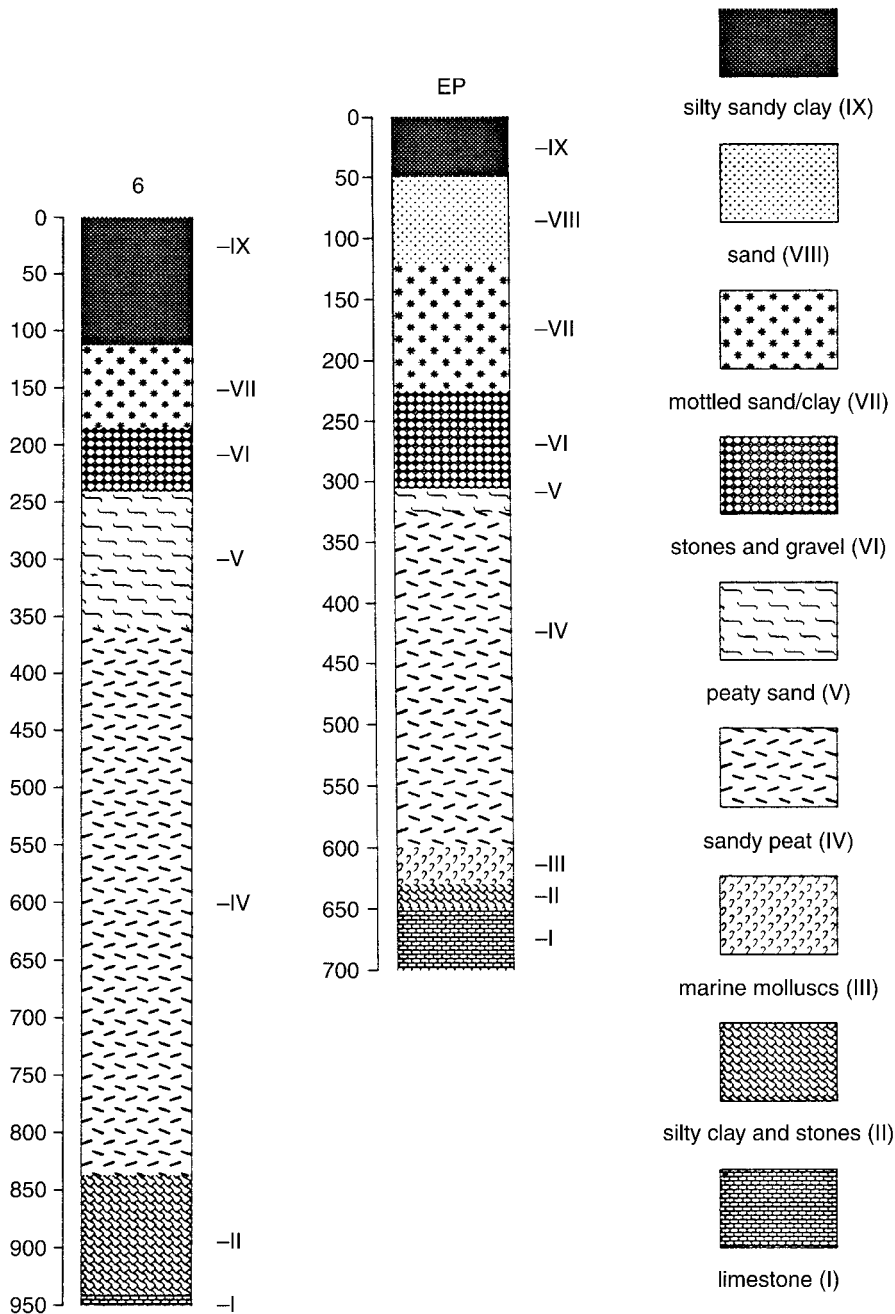 6
0
50
100
150
200
250
300
350
400
450
500
550
600
650
700
750
800
850
900
950
–IX
–VII
–VI
–V
–IV
–II
–I
EP
0
50
100
150
200
250
300
350
400
450
500
550
600
650
700
–IX
–VIII
–VII
–VI
–V
–IV
–III
–II
–I
silty sandy clay (IX)
sand (VIII)
mottled sand/clay (VII)
stones and gravel (VI)
peaty sand (V)
sandy peat (IV)
marine molluscs (III)
silty clay and stones (II)
limestone (I)